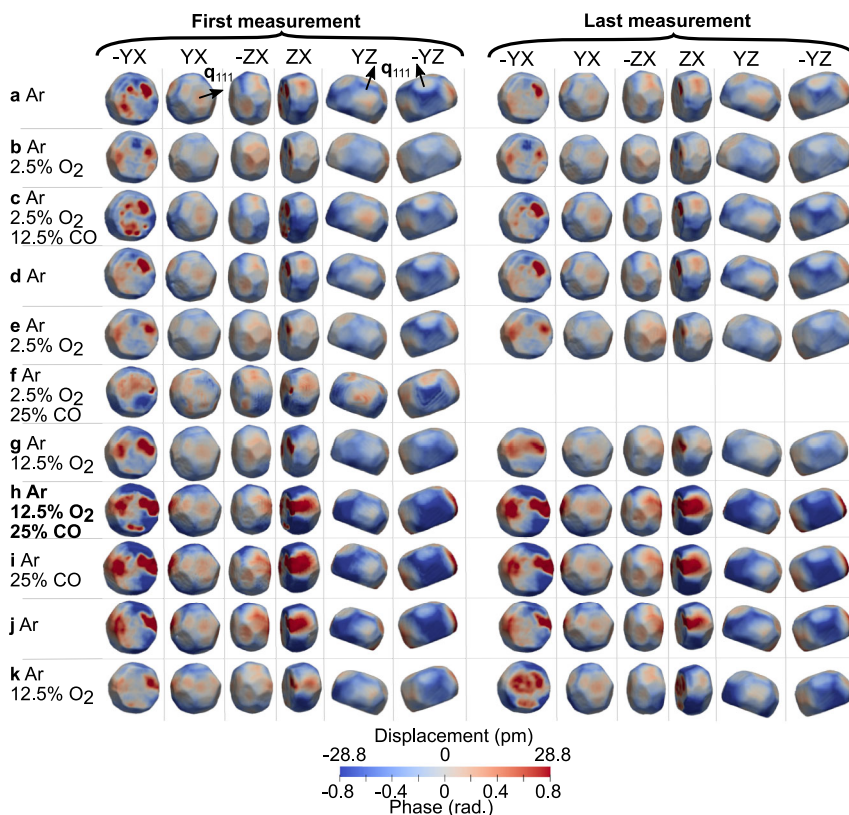 First measurement
Last measurement
-YX YX -ZX ZX YZ -YZ
-YX YX -ZX ZX YZ -YZ
q111
q111
a Ar
b Ar
2.5% O2
c Ar
2.5% O2
12.5% CO
d Ar
e Ar
2.5% O2
f Ar
2.5% O2
25% CO
g Ar
12.5% O2
h Ar
12.5% O2
25% CO
i Ar
25% CO
j Ar
k Ar
12.5% O2
Displacement (pm)
-28.8 0 28.8
-0.8 -0.4 0 0.4 0.8
Phase (rad.)